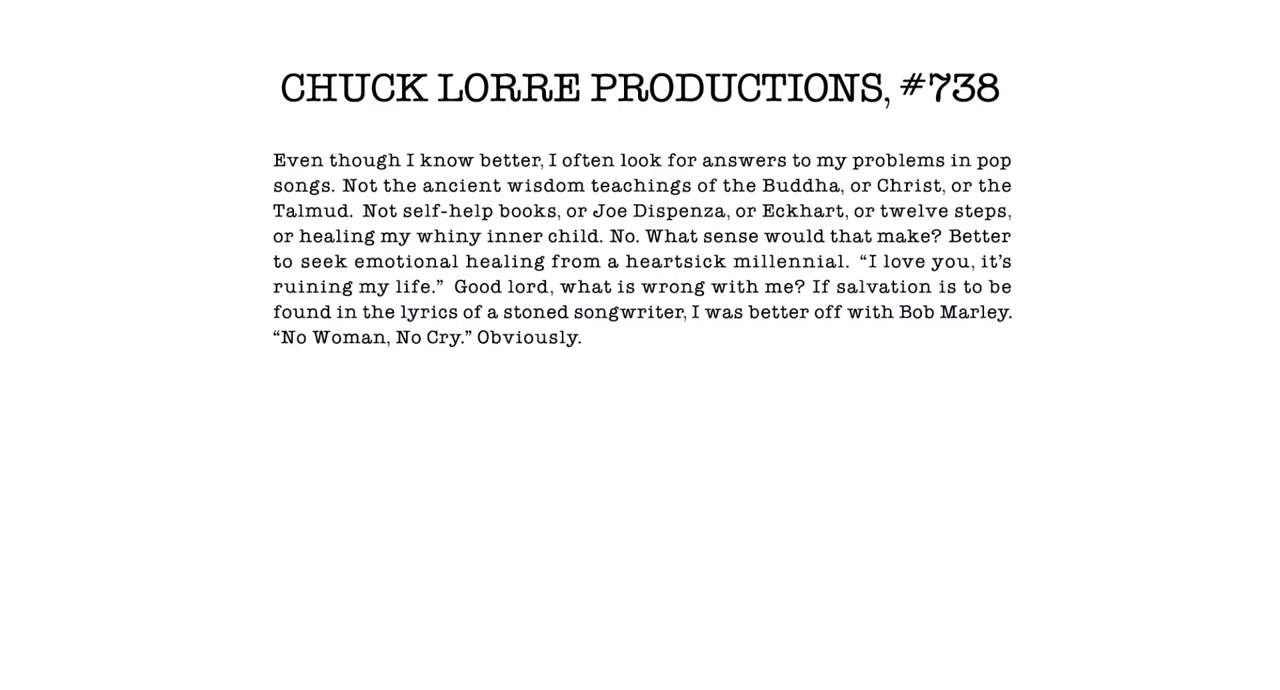 CHUCK LORRE PRODUCTIONS, #738
Even though I know better, I often look for answers to my problems in pop
songs. Not the ancient wisdom teachings of the Buddha, or Christ, or the
Talmud. Not self-help books, or Joe Dispenza, or Eckhart, or twelve steps,
or healing my whiny inner child. No. What sense would that make? Better
to seek emotional healing from a heartsick millennial. “I love you, it’s
ruining my life.” Good lord, what is wrong with me? If salvation is to be
found in the lyrics of a stoned songwriter, I was better off with Bob Marley.
“No Woman, No Cry.” Obviously.